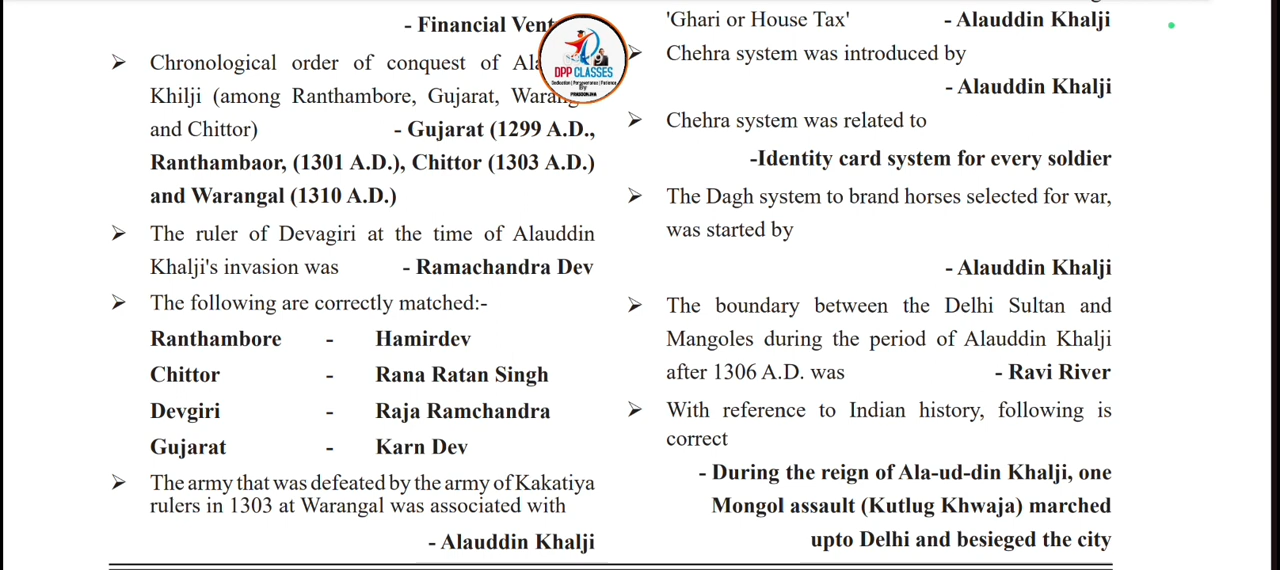 - Financial Vent
➢ Chronological order of conquest of Ala
Khilji (among Ranthambore, Gujarat, Warang
and Chittor) - Gujarat (1299 A.D.,
Ranthambaor, (1301 A.D.), Chittor (1303 A.D.)
and Warangal (1310 A.D.)
➢ The ruler of Devagiri at the time of Alauddin
Khalji's invasion was - Ramachandra Dev
➢ The following are correctly matched:-
Ranthambore - Hamirdev
Chittor - Rana Ratan Singh
Devgiri - Raja Ramchandra
Gujarat - Karn Dev
➢ The army that was defeated by the army of Kakatiya
rulers in 1303 at Warangal was associated with
- Alauddin Khalji
DPP CLASSES
By
'Ghari or House Tax' - Alauddin Khalji
➢ Chehra system was introduced by
- Alauddin Khalji
➢ Chehra system was related to
-Identity card system for every soldier
➢ The Dagh system to brand horses selected for war,
was started by
- Alauddin Khalji
➢ The boundary between the Delhi Sultan and
Mangoles during the period of Alauddin Khalji
after 1306 A.D. was - Ravi River
➢ With reference to Indian history, following is
correct
- During the reign of Ala-ud-din Khalji, one
Mongol assault (Kutlug Khwaja) marched
upto Delhi and besieged the city